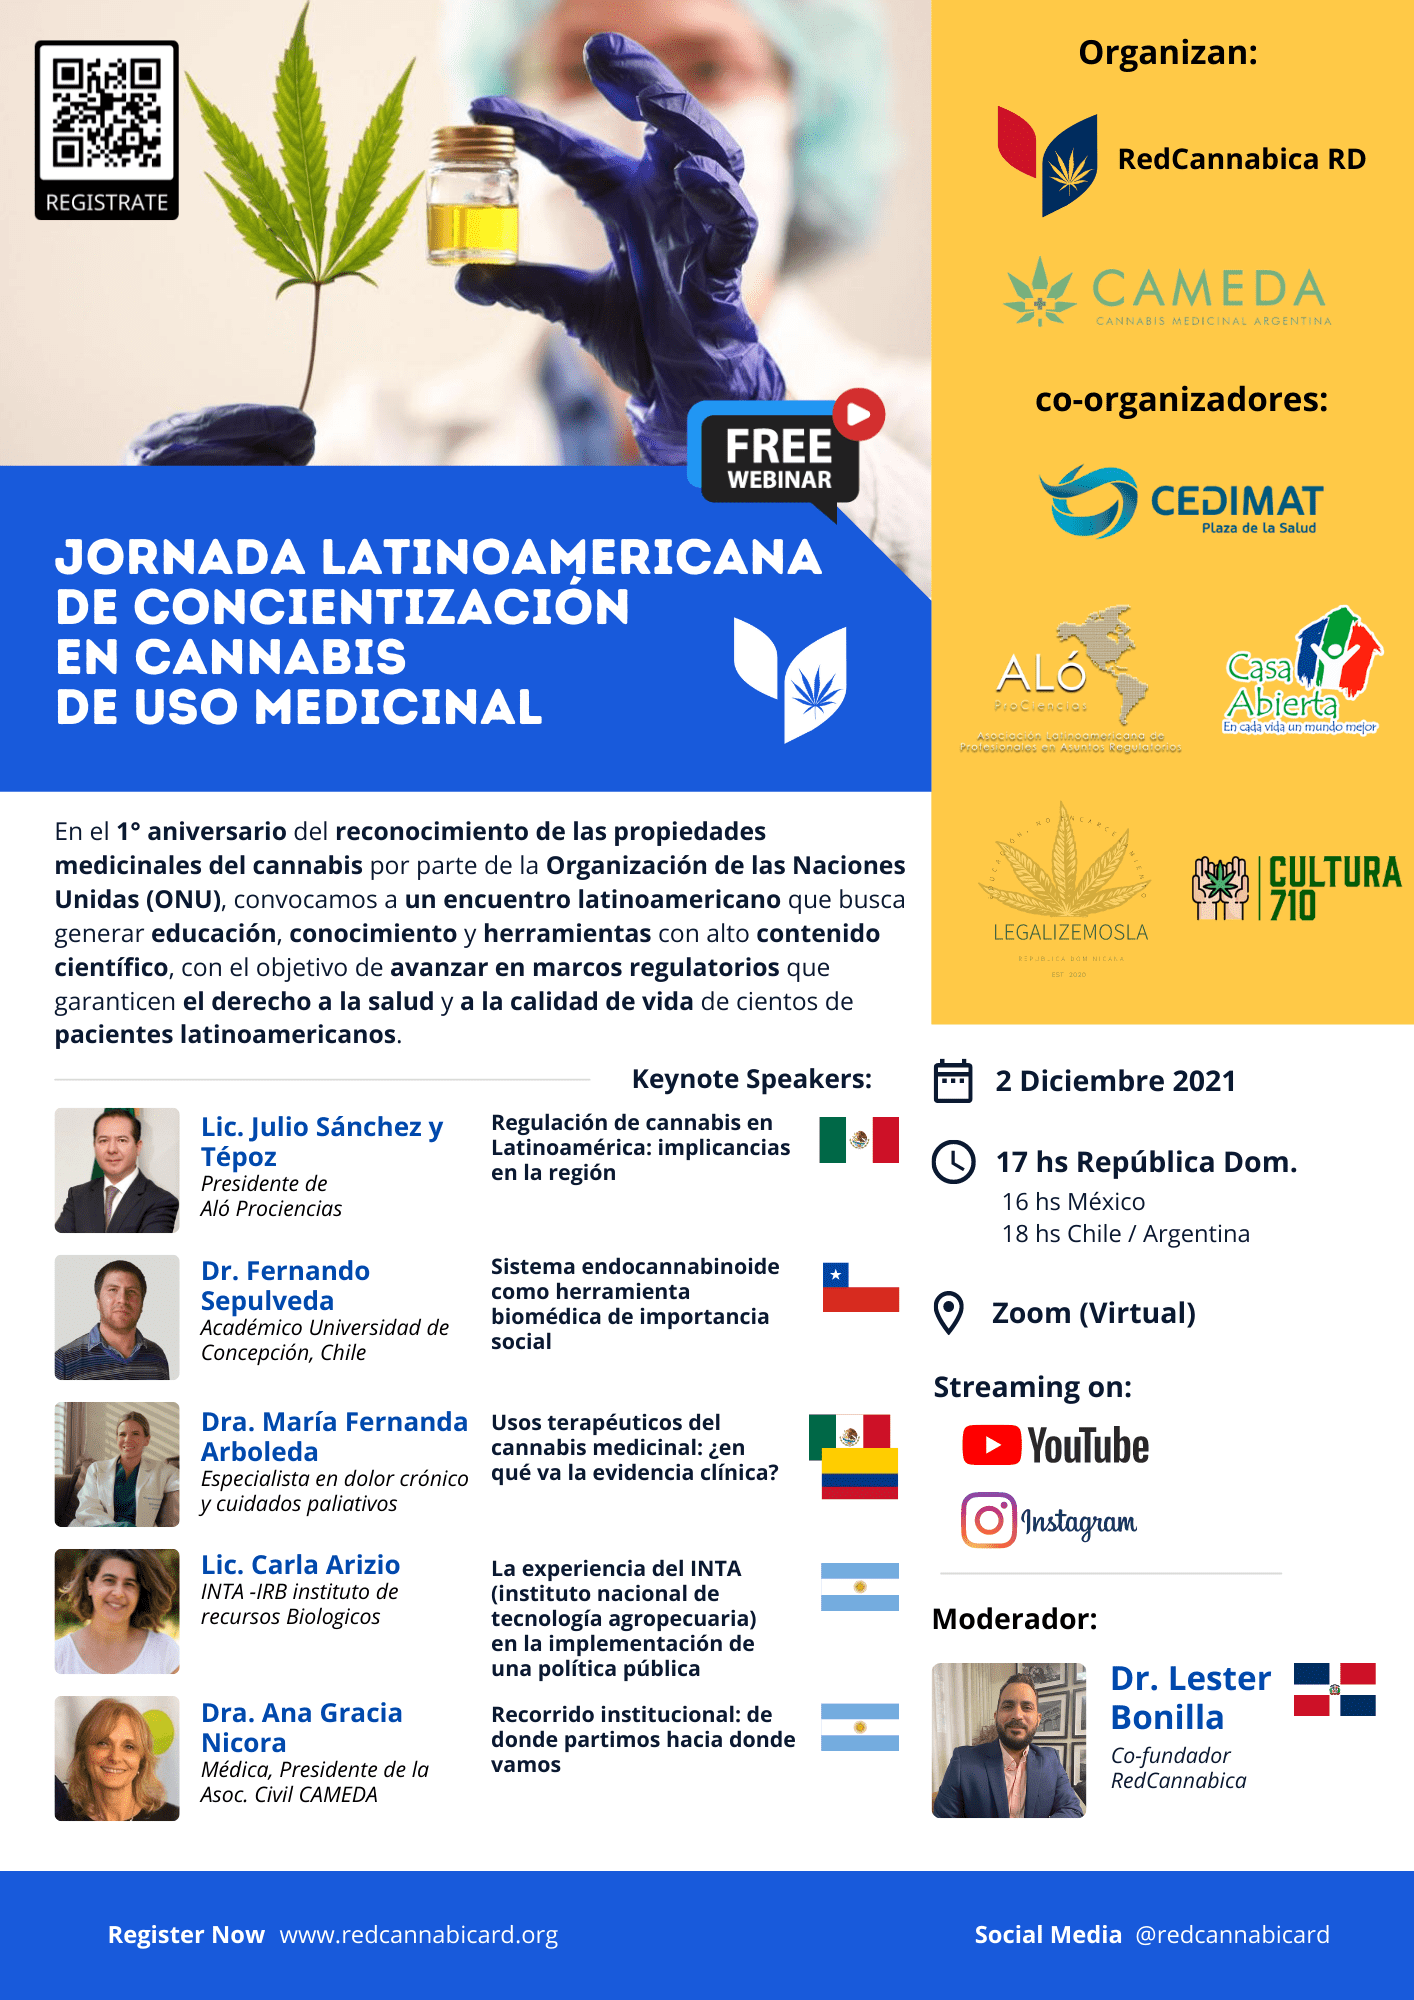 REGISTRATE
FREE
WEBINAR
JORNADA LATINOAMERICANA
DE CONCIENTIZACIÓN
EN CANNABIS
DE USO MEDICINAL
En el 1° aniversario del reconocimiento de las propiedades
medicinales del cannabis por parte de la Organización de las Naciones
Unidas (ONU), convocamos a un encuentro latinoamericano que busca
generar educación, conocimiento y herramientas con alto contenido
científico, con el objetivo de avanzar en marcos regulatorios que
garanticen el derecho a la salud y a la calidad de vida de cientos de
pacientes latinoamericanos.
Keynote Speakers:
Lic. Julio Sánchez y
Tépoz
Presidente de
Aló Prociencias
Regulación de cannabis en
Latinoamérica: implicancias
en la región
Dr. Fernando
Sepulveda
Académico Universidad de
Concepción, Chile
Sistema endocannabinoide
como herramienta
biomédica de importancia
social
Dra. María Fernanda
Arboleda
Especialista en dolor crónico
y cuidados paliativos
Usos terapéuticos del
cannabis medicinal: ¿en
qué va la evidencia clínica?
Lic. Carla Arizio
INTA -IRB instituto de
recursos Biologicos
La experiencia del INTA
(instituto nacional de
tecnología agropecuaria)
en la implementación de
una política pública
Dra. Ana Gracia
Nicora
Médica, Presidente de la
Asoc. Civil CAMEDA
Recorrido institucional: de
donde partimos hacia donde
vamos
Organizan:
RedCannabica RD
CAMEDA
CANNABIS MEDICINAL ARGENTINA
co-organizadores:
CEDIMAT
Plaza de la Salud
ALÓ
ProCiencias
Asociación Latinoamericana de
Profesionales en Asuntos Regulatorios
Casa
Abierta
En cada vida un mundo mejor
EDUCACIÓN, NO ENCARCELAMIENTO
LEGALIZEMOSLA
REPÚBLICA DOMINICANA
EST 2020
CULTURA
710
2 Diciembre 2021
17 hs República Dom.
16 hs México
18 hs Chile / Argentina
Zoom (Virtual)
Streaming on:
YouTube
Instagram
Moderador:
Dr. Lester
Bonilla
Co-fundador
RedCannabica
Register Now www.redcannabicard.org
Social Media @redcannabicard